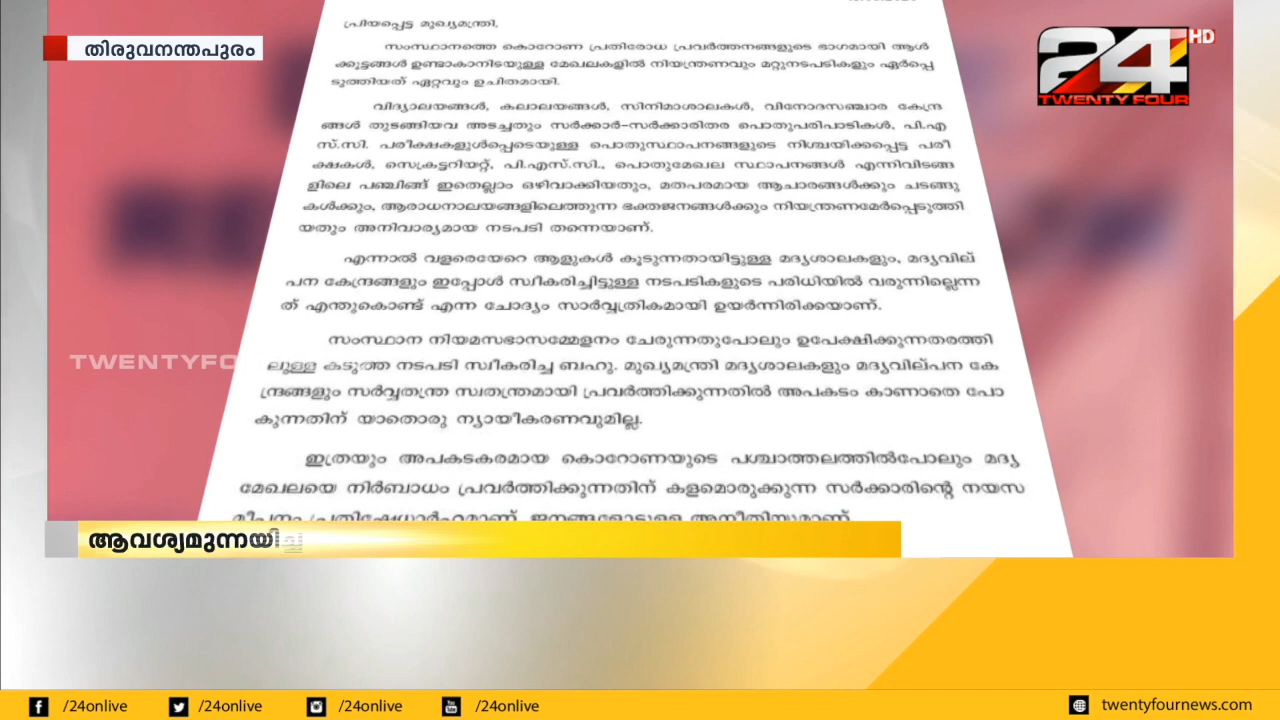 പ്രിയപ്പെട്ട മുഖ്യമന്ത്രി,
സംസ്ഥാനത്തെ കൊറോണ പ്രതിരോധ പ്രവർത്തനങ്ങളുടെ ഭാഗമായി ആൾ
ക്കൂട്ടങ്ങൾ ഉണ്ടാകാനിടയുള്ള മേഖലകളിൽ നിയന്ത്രണവും മറ്റുനടപടികളും ഏർപ്പെ
ടുത്തിയത് ഏറ്റവും ഉചിതമായി.
വിദ്യാലയങ്ങൾ, കലാലയങ്ങൾ, സിനിമാശാലകൾ, വിനോദസഞ്ചാര കേന്ദ്ര
ങ്ങൾ തുടങ്ങിയവ അടച്ചതും സർക്കാർ-സർക്കാരിതര പൊതുപരിപാടികൾ, പി.എ
സ്.സി. പരീക്ഷകളുൾപ്പെടെയുള്ള പൊതുസ്ഥാപനങ്ങളുടെ നിശ്ചയിക്കപ്പെട്ട പരീ
ക്ഷകൾ, സെക്രട്ടറിയറ്റ്, പി.എസ്.സി., പൊതുമേഖല സ്ഥാപനങ്ങൾ എന്നിവിടങ്ങ
ളിലെ പഞ്ചിങ്ങ് ഇതെല്ലാം ഒഴിവാക്കിയതും, മതപരമായ ആചാരങ്ങൾക്കും ചടങ്ങു
കൾക്കും, ആരാധനാലയങ്ങളിലെത്തുന്ന ഭക്തജനങ്ങൾക്കും നിയന്ത്രണമേർപ്പെടുത്തി
യതും അനിവാര്യമായ നടപടി തന്നെയാണ്.
എന്നാൽ വളരെയേറെ ആളുകൾ കൂടുന്നതായിട്ടുള്ള മദ്യശാലകളും, മദ്യവില്
പന കേന്ദ്രങ്ങളും ഇപ്പോൾ സ്വീകരിച്ചിട്ടുള്ള നടപടികളുടെ പരിധിയിൽ വരുന്നില്ലെന്ന
ത് എന്തുകൊണ്ട് എന്ന ചോദ്യം സാർവ്വത്രികമായി ഉയർന്നിരിക്കയാണ്.
സംസ്ഥാന നിയമസഭാസമ്മേളനം ചേരുന്നതുപോലും ഉപേക്ഷിക്കുന്നതരത്തി
ലുള്ള കടുത്ത നടപടി സ്വീകരിച്ച ബഹു. മുഖ്യമന്ത്രി മദ്യശാലകളും മദ്യവില്പന കേ
ന്ദ്രങ്ങളും സർവ്വതന്ത്ര സ്വതന്ത്രമായി പ്രവർത്തിക്കുന്നതിൽ അപകടം കാണാതെ പോ
കുന്നതിന് യാതൊരു ന്യായീകരണവുമില്ല.
ഇത്രയും അപകടകരമായ കൊറോണയുടെ പശ്ചാത്തലത്തിൽപോലും മദ്യ
മേഖലയെ നിർബാധം പ്രവർത്തിക്കുന്നതിന് കളമൊരുക്കുന്ന സർക്കാരിന്റെ നയസ
മീപനം പ്രതിഷേധാർഹമാണ്. ജനങ്ങളോടുള്ള അനീതിയുമാണ്.
തിരുവനന്തപുരം
24 HD
TWENTY FOUR
TWENTYFO
ആവശ്യമുന്നയി
/24onlive /24onlive /24onlive /24onlive twentyfournews.com